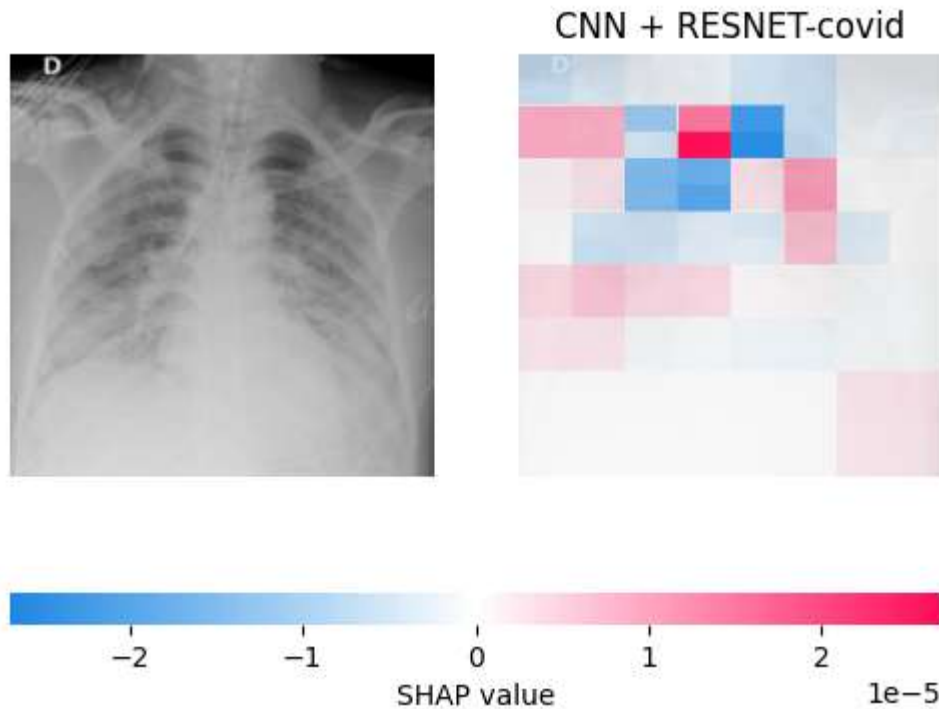 CNN + RESNET-covid
D
D
−2 −1 0 1 2
SHAP value
1e−5